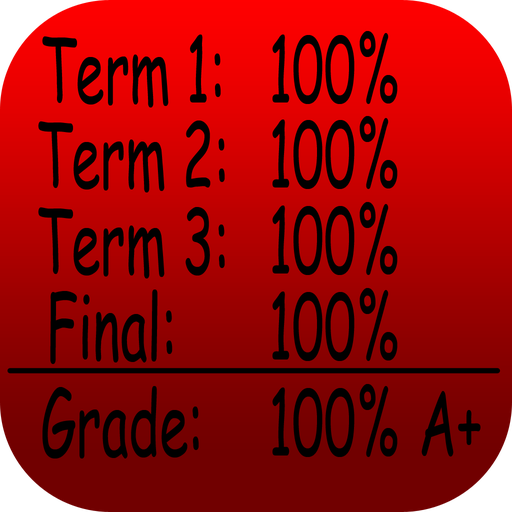 Term 1: 100%
Term 2: 100%
Term 3: 100%
Final: 100%
Grade: 100% A+